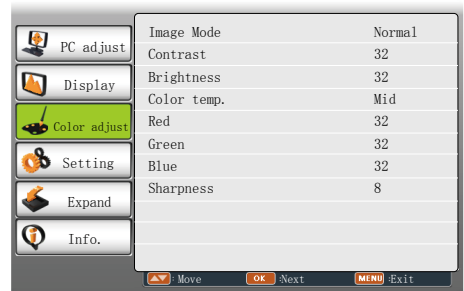 PC adjust
Display
Color adjust
Setting
Expand
Info.
Image Mode Normal
Contrast 32
Brightness 32
Color temp. Mid
Red 32
Green 32
Blue 32
Sharpness 8
: Move OK :Next MENU :Exit